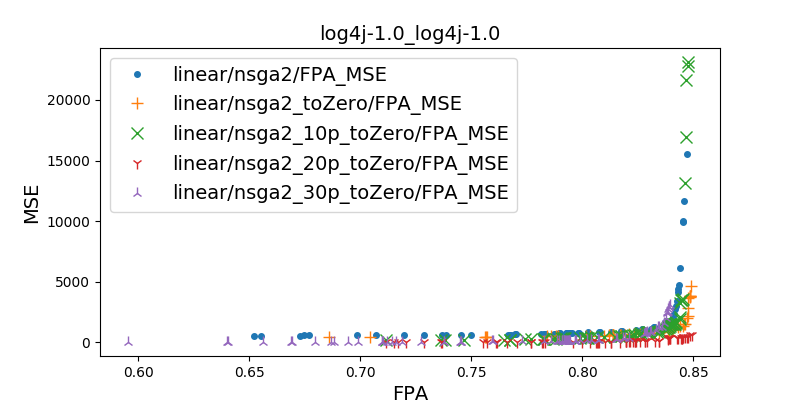 log4j-1.0_log4j-1.0
linear/nsga2/FPA_MSE
linear/nsga2_toZero/FPA_MSE
linear/nsga2_10p_toZero/FPA_MSE
linear/nsga2_20p_toZero/FPA_MSE
linear/nsga2_30p_toZero/FPA_MSE
MSE
20000
15000
10000
5000
0
0.60 0.65 0.70 0.75 0.80 0.85
FPA